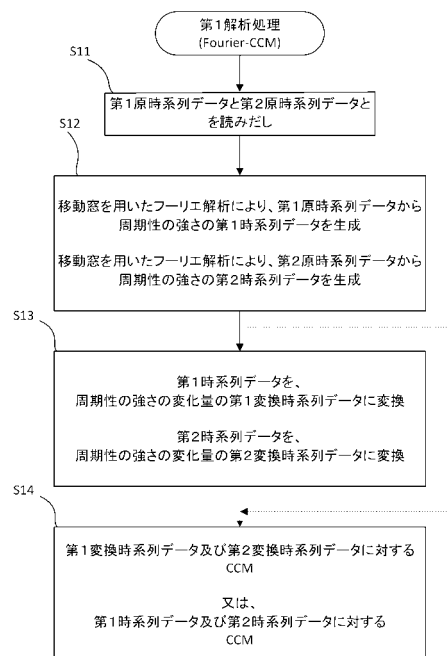 第1解析処理
(Fourier-CCM)
S11
第1原時系列データと第2原時系列データと
を読みだし
S12
移動窓を用いたフーリエ解析により、第1原時系列データから
周期性の強さの第1時系列データを生成
移動窓を用いたフーリエ解析により、第2原時系列データから
周期性の強さの第2時系列データを生成
S13
第1時系列データを、
周期性の強さの変化量の第1変換時系列データに変換
第2時系列データを、
周期性の強さの変化量の第2変換時系列データに変換
S14
第1変換時系列データ及び第2変換時系列データに対する
CCM
又は、
第1時系列データ及び第2時系列データに対する
CCM